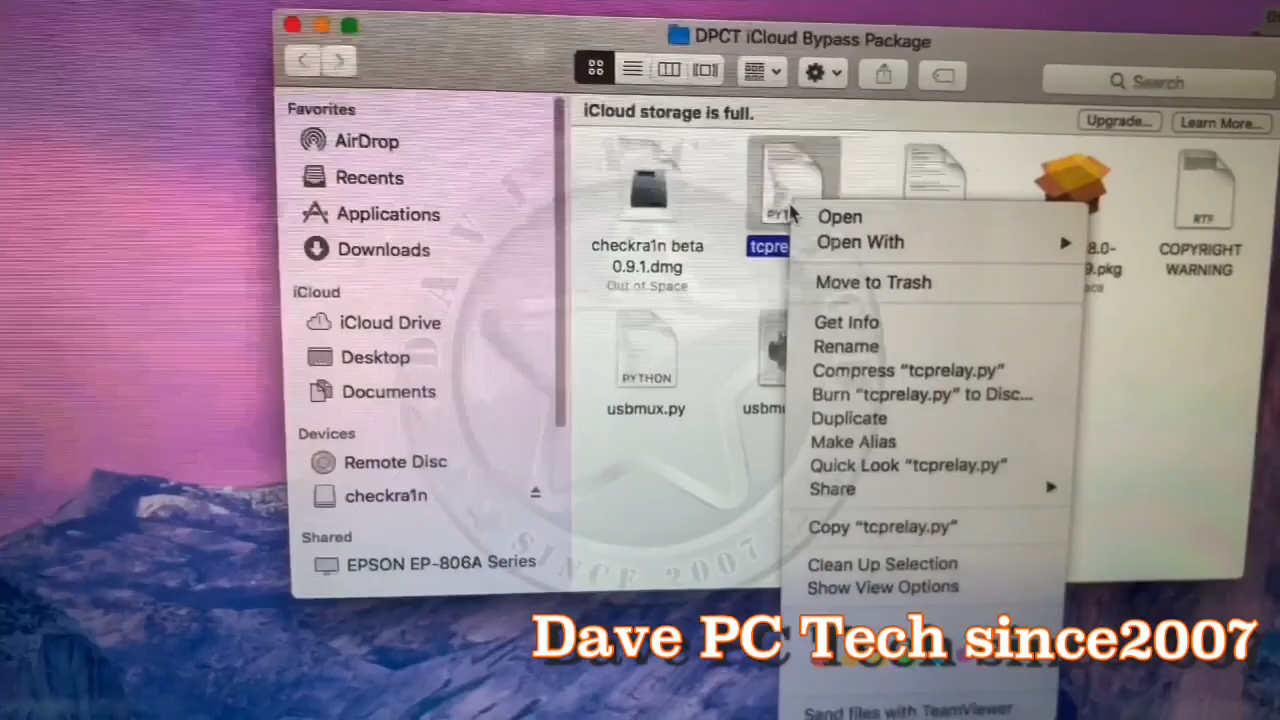 DPCT iCloud Bypass Package
Search
iCloud storage is full.
Upgrade...
Learn More...
Favorites
AirDrop
Recents
Applications
Downloads
iCloud
iCloud Drive
Desktop
Documents
Devices
Remote Disc
checkra1n
Shared
EPSON EP-806A Series
checkra1n beta
0.9.1.dmg
Out of Space
tcpre
8.0-
9.pkg
RTF
COPYRIGHT
WARNING
PYTHON
usbmux.py
usbmu
Open
Open With
Move to Trash
Get Info
Rename
Compress “tcprelay.py”
Burn “tcprelay.py” to Disc...
Duplicate
Make Alias
Quick Look “tcprelay.py”
Share
Copy “tcprelay.py”
Clean Up Selection
Show View Options
Send files with TeamViewer
SINCE 2007
Dave PC Tech since2007